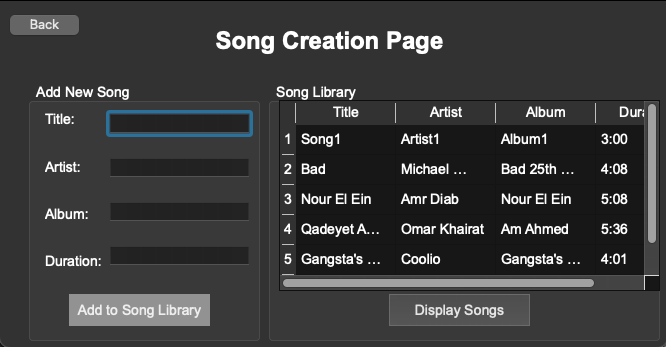 Back
Song Creation Page
Add New Song
Title:
Artist:
Album:
Duration:
Add to Song Library
Song Library
Title Artist Album Dura
1 Song1 Artist1 Album1 3:00
2 Bad Michael … Bad 25th … 4:08
3 Nour El Ein Amr Diab Nour El Ein 5:08
4 Qadeyet A… Omar Khairat Am Ahmed 5:36
5 Gangsta's … Coolio Gangsta's … 4:01
Display Songs